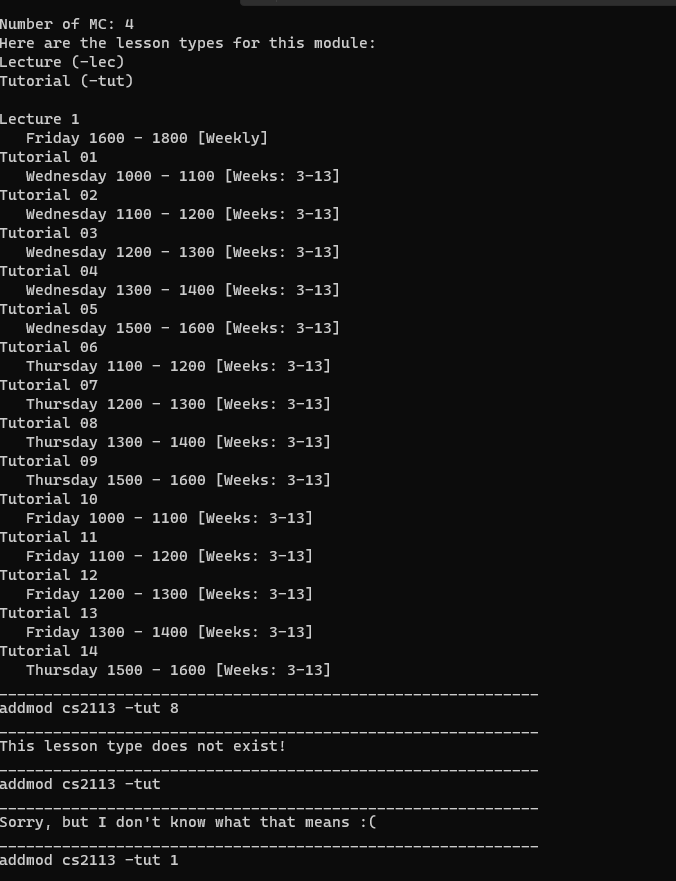 Number of MC: 4
Here are the lesson types for this module:
Lecture (-lec)
Tutorial (-tut)
Lecture 1
Friday 1600 - 1800 [Weekly]
Tutorial 01
Wednesday 1000 - 1100 [Weeks: 3-13]
Tutorial 02
Wednesday 1100 - 1200 [Weeks: 3-13]
Tutorial 03
Wednesday 1200 - 1300 [Weeks: 3-13]
Tutorial 04
Wednesday 1300 - 1400 [Weeks: 3-13]
Tutorial 05
Wednesday 1500 - 1600 [Weeks: 3-13]
Tutorial 06
Thursday 1100 - 1200 [Weeks: 3-13]
Tutorial 07
Thursday 1200 - 1300 [Weeks: 3-13]
Tutorial 08
Thursday 1300 - 1400 [Weeks: 3-13]
Tutorial 09
Thursday 1500 - 1600 [Weeks: 3-13]
Tutorial 10
Friday 1000 - 1100 [Weeks: 3-13]
Tutorial 11
Friday 1100 - 1200 [Weeks: 3-13]
Tutorial 12
Friday 1200 - 1300 [Weeks: 3-13]
Tutorial 13
Friday 1300 - 1400 [Weeks: 3-13]
Tutorial 14
Thursday 1500 - 1600 [Weeks: 3-13]
____________________________________________________________
addmod cs2113 -tut 8
____________________________________________________________
This lesson type does not exist!
____________________________________________________________
addmod cs2113 -tut
____________________________________________________________
Sorry, but I don't know what that means :(
____________________________________________________________
addmod cs2113 -tut 1